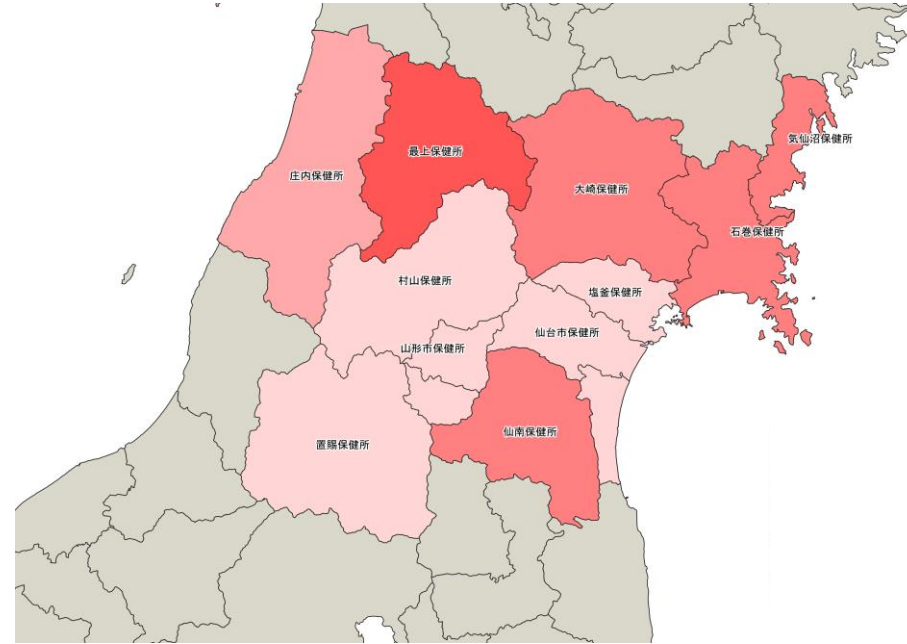 気仙沼保健所
最上保健所
庄内保健所
大崎保健所
石巻保健所
村山保健所
塩釜保健所
仙台市保健所
山形市保健所
仙南保健所
置賜保健所